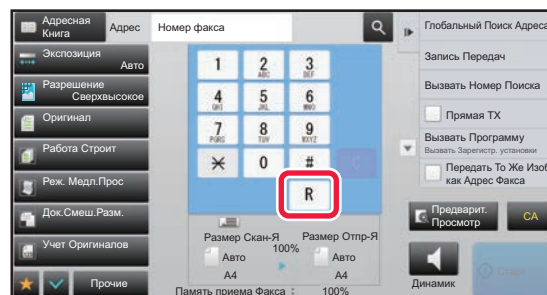 Адресная
Книга
Адрес
Номер факса
Глобальный Поиск Адреса
Экспозиция
Авто
Запись Передач
Разрешение
Сверхвысокое
Вызвать Номер Поиска
Оригинал
Прямая TX
Работа Строит
Вызвать Программу
Вызвать Зарегистр. установки
Реж. Медл.Прос
Передать То Же Изоб
как Адрес Факса
Док.Смеш.Разм.
Предварит.
Просмотр
CA
Учет Оригиналов
Прочие
1
2
ABC
3
DEF
4
GHI
5
JKL
6
MNO
7
PQRS
8
TUV
9
WXYZ
0
#
C
R
Размер Скан-Я
100%
Размер Отпр-Я
Авто
A4
Авто
A4
Память приема Факса : 100%
Динамик